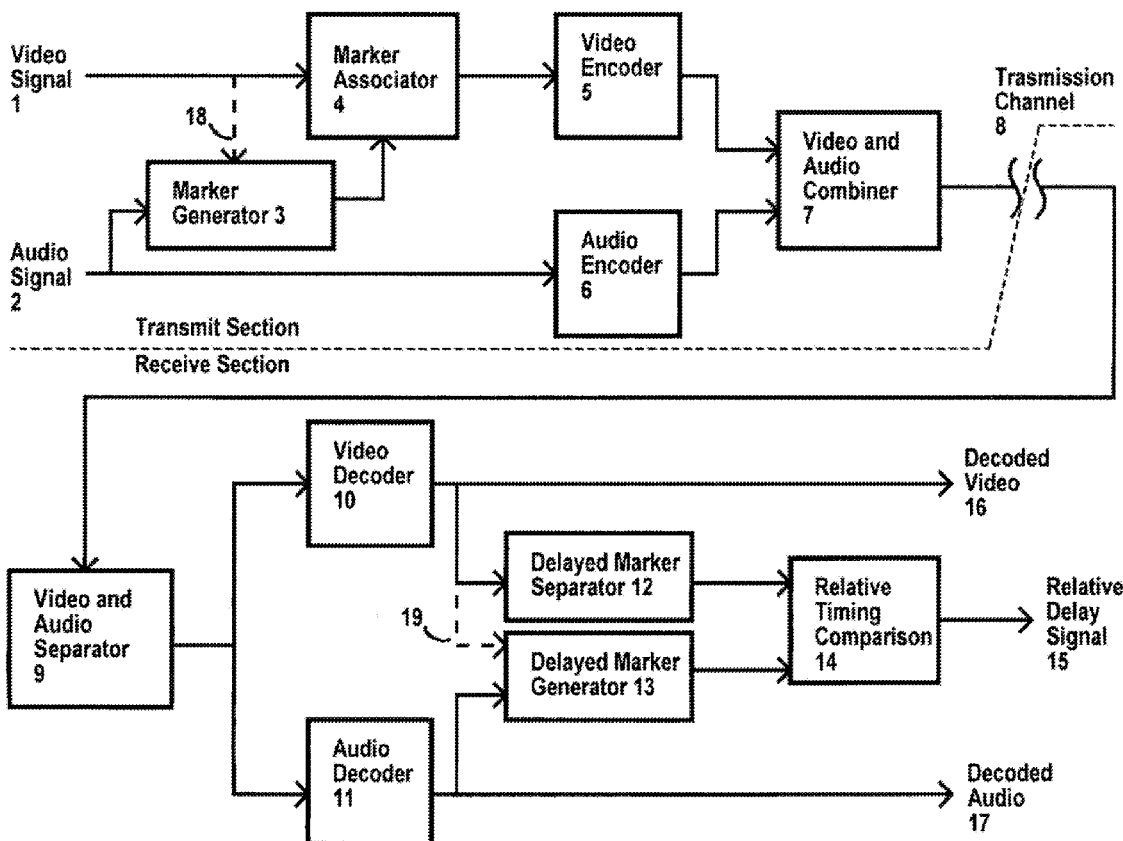 Video
Signal
1
Marker
Associator
4
Video
Encoder
5
Trasmission
Channel
8
18
Marker
Generator 3
Video and
Audio
Combiner
7
Audio
Signal
2
Audio
Encoder
6
Transmit Section
Receive Section
Video
Decoder
10
Decoded
Video
16
Video and
Audio
Separator
9
Delayed Marker
Separator 12
19
Delayed Marker
Generator 13
Relative
Timing
Comparison
14
Relative
Delay
Signal
15
Audio
Decoder
11
Decoded
Audio
17